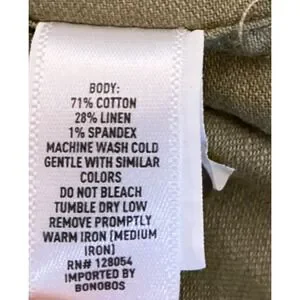 BODY:
71% COTTON
28% LINEN
1% SPANDEX
MACHINE WASH COLD
GENTLE WITH SIMILAR
COLORS
DO NOT BLEACH
TUMBLE DRY LOW
REMOVE PROMPTLY
WARM IRON (MEDIUM
IRON)
RN# 128054
IMPORTED BY
BONOBOS